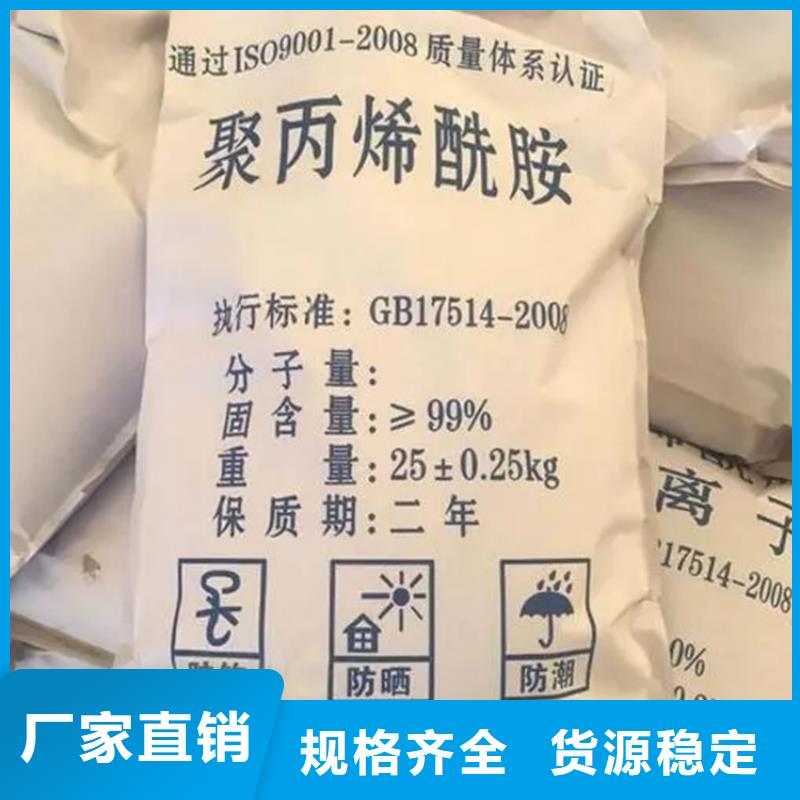 通过ISO9001-2008质量体系认证
聚丙烯酰胺
执行标准：GB17514-2008
分子量：
固含量：≥99%
重量：25±0.25kg
保质期：二年
防晒
防潮
离子
17514-2008
0%
厂家直销
规格齐全 货源稳定